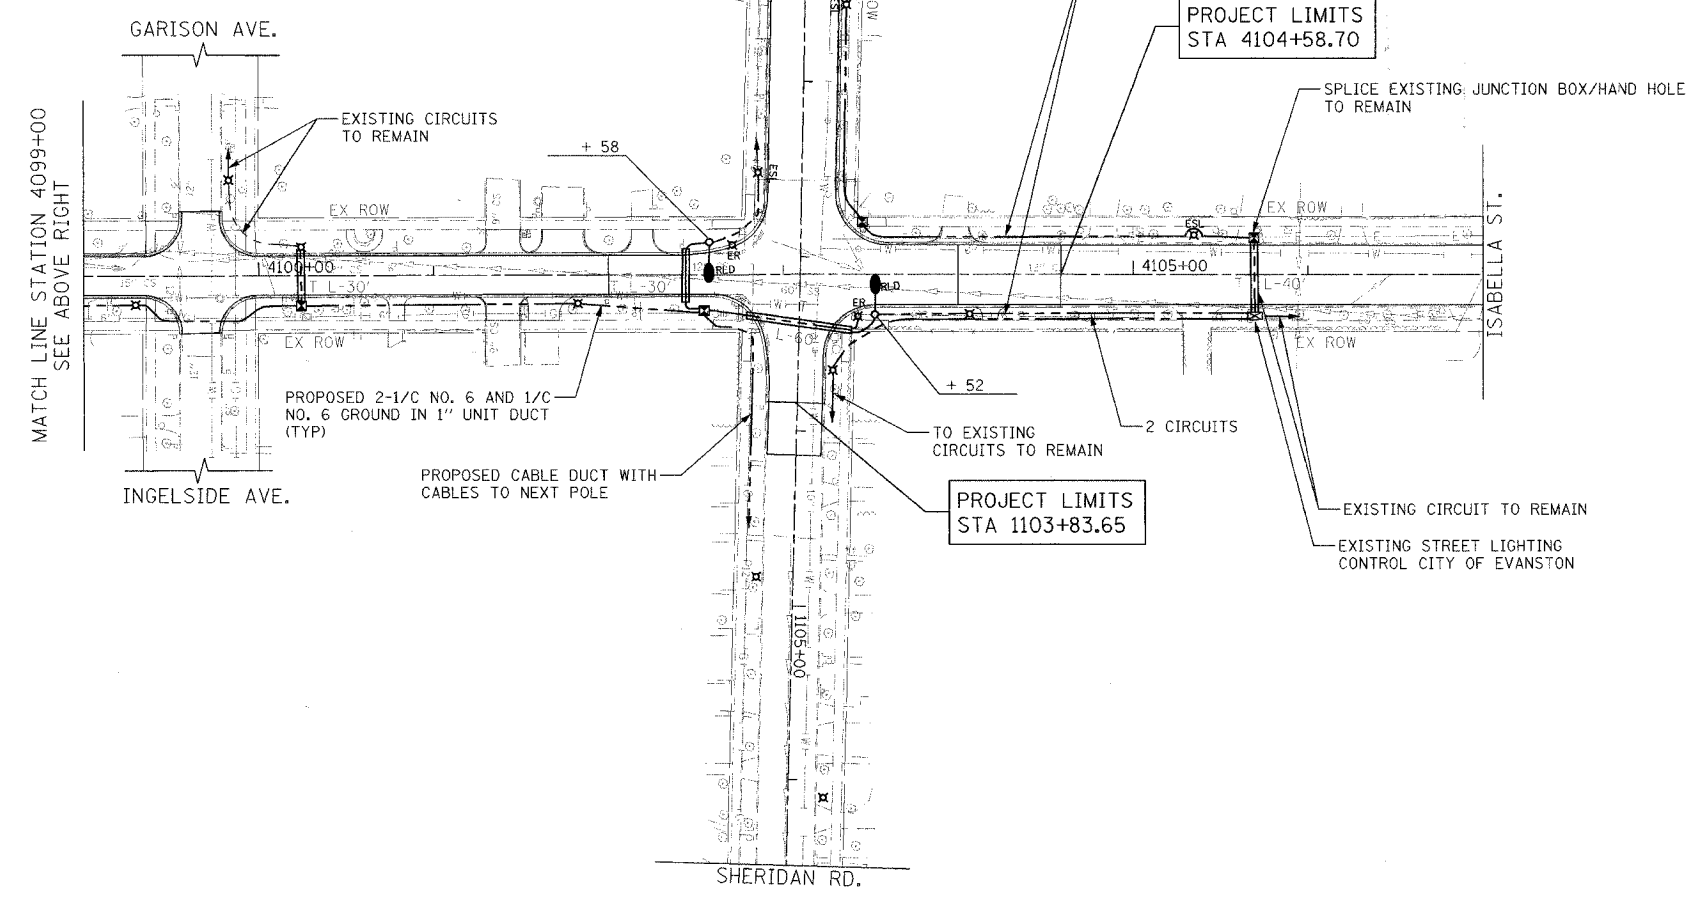 GARISON AVE.
MATCH LINE STATION 4099+00
SEE ABOVE RIGHT
EXISTING CIRCUITS
TO REMAIN
+ 58
PROJECT LIMITS
STA 4104+58.70
SPLICE EXISTING JUNCTION BOX/HAND HOLE
TO REMAIN
ESL
ESL
ESL
ROW
EX ROW
EX ROW
ISABELLA ST.
4100+00
L-30'
L-30'
ER
RLD
RLD
ER
4105+00
L-40'
L-60'
EX ROW
EX ROW
PROPOSED 2-1/C NO. 6 AND 1/C
NO. 6 GROUND IN 1" UNIT DUCT
(TYP)
+ 52
2 CIRCUITS
TO EXISTING
CIRCUITS TO REMAIN
PROPOSED CABLE DUCT WITH
CABLES TO NEXT POLE
INGELSIDE AVE.
PROJECT LIMITS
STA 1103+83.65
EXISTING CIRCUIT TO REMAIN
EXISTING STREET LIGHTING
CONTROL CITY OF EVANSTON
1105+00
SHERIDAN RD.